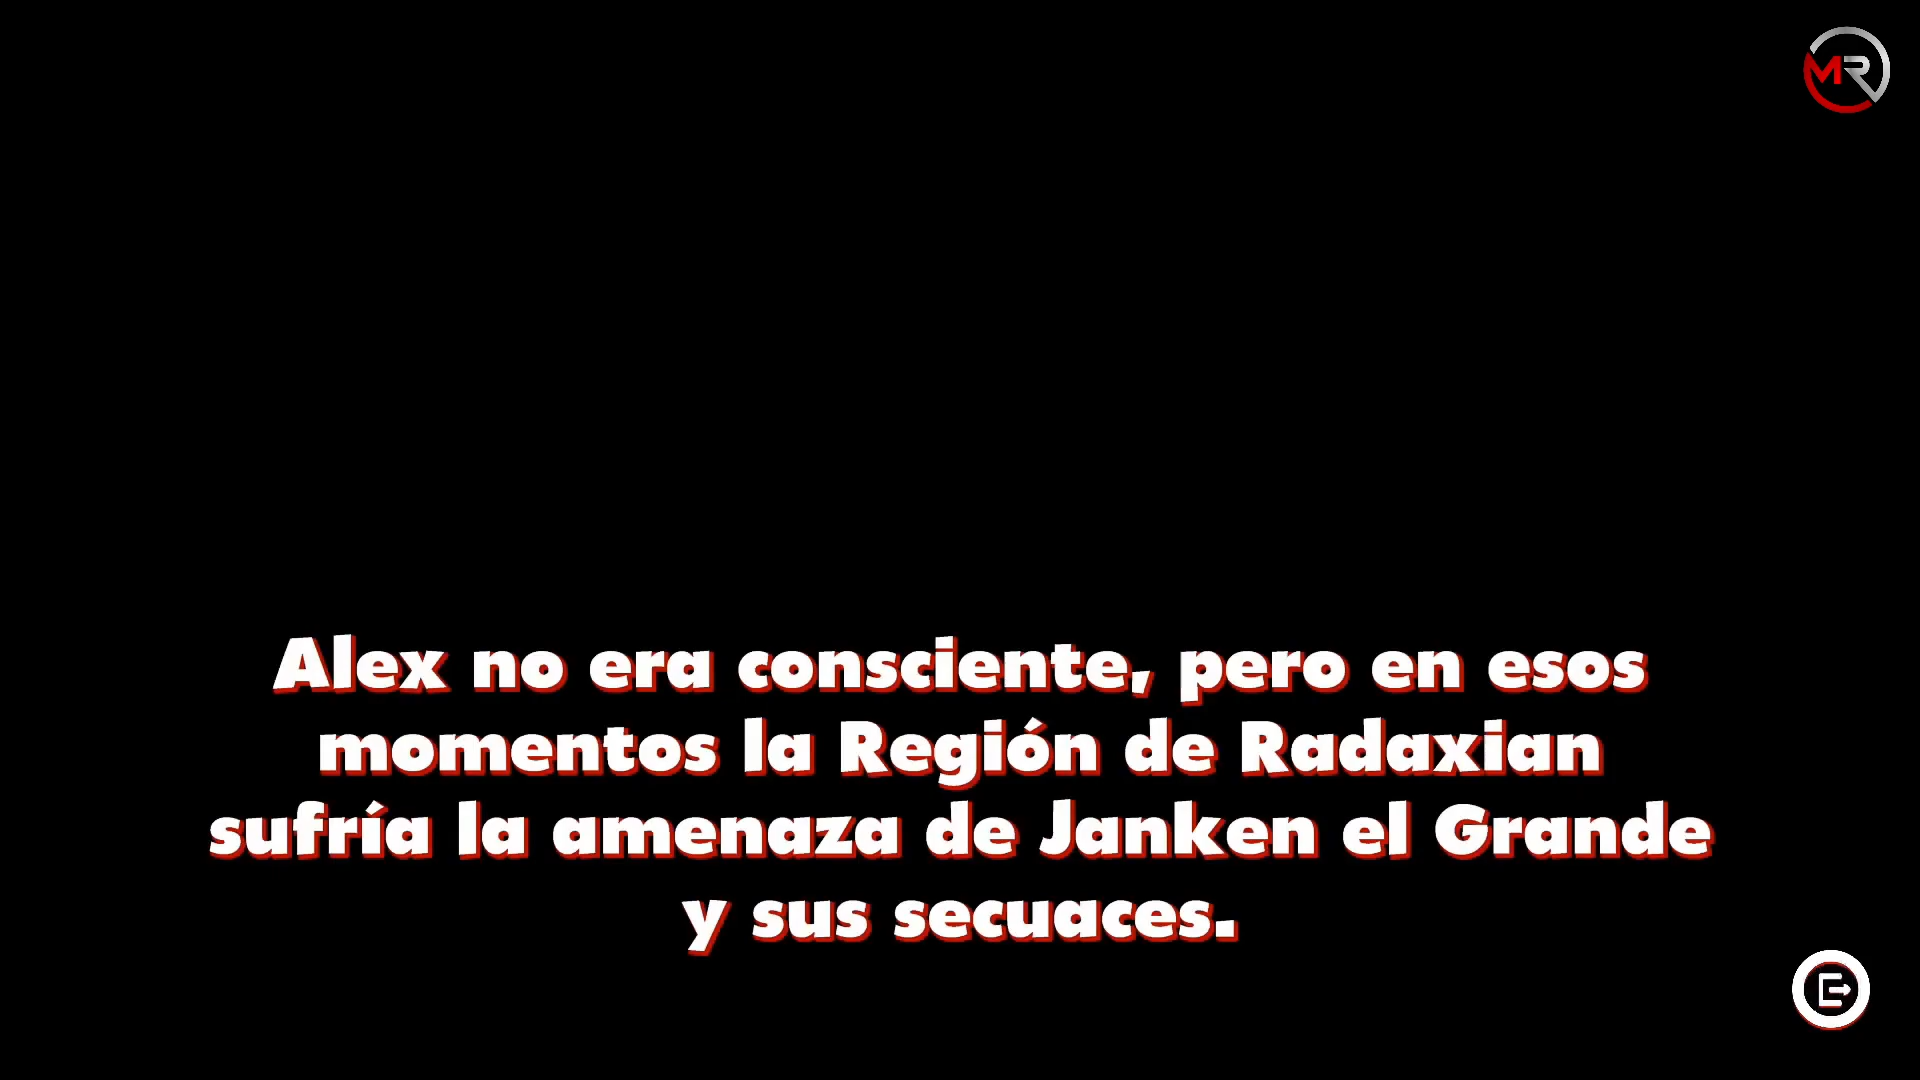 MR
Alex no era consciente, pero en esos
momentos la Región de Radaxian
sufría la amenaza de Janken el Grande
y sus secuaces.